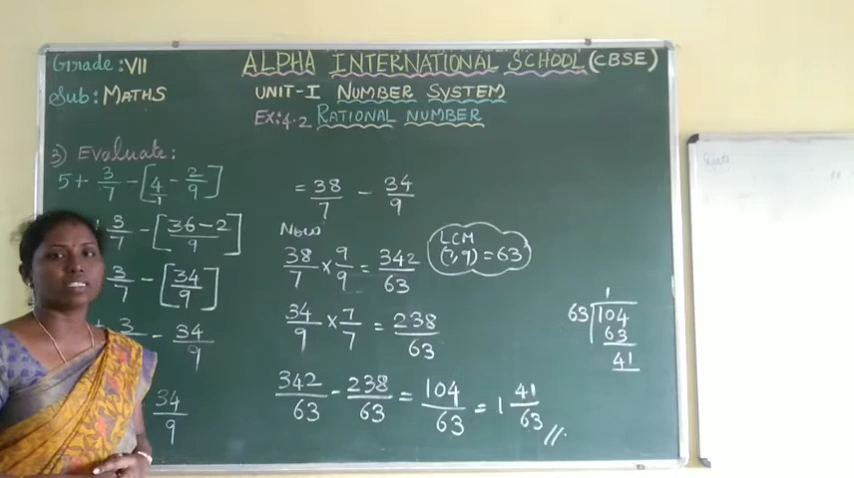 Grade: VII
ALPHA INTERNATIONAL SCHOOL (CBSE)
Sub: MATHS
UNIT-I NUMBER SYSTEM
Ex: 4.2 RATIONAL NUMBER
3) Evaluate:
5 + 3/7 - [4/1 - 2/9]
+ 3/7 - [36-2/9]
3/7 - [34/9]
+ 3 - 34/9
34/9
= 38/7 - 34/9
Now
38/7 × 9/9 = 342/63
LCM
(7,9) = 63
34/9 × 7/7 = 238/63
342/63 - 238/63 = 104/63 = 1 41/63 //.
1
63 104
63
41